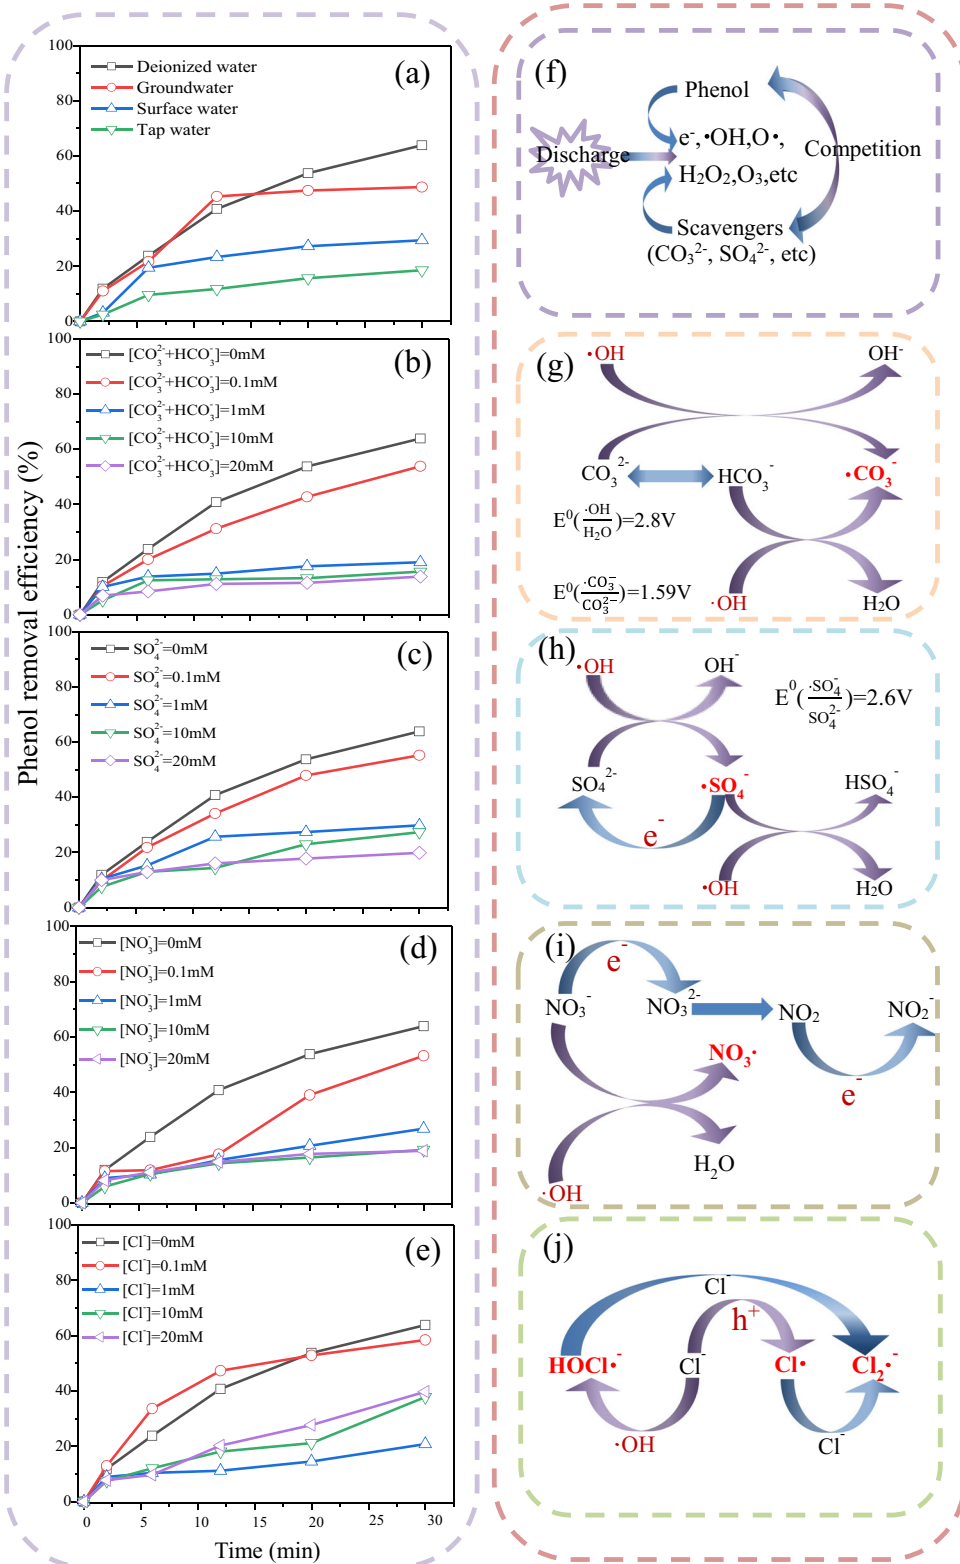 Phenol removal efficiency (%)
(a)
Deionized water
Groundwater
Surface water
Tap water
100
80
60
40
20
0
(b)
[CO₃²⁻+HCO₃⁻]=0mM
[CO₃²⁻+HCO₃⁻]=0.1mM
[CO₃²⁻+HCO₃⁻]=1mM
[CO₃²⁻+HCO₃⁻]=10mM
[CO₃²⁻+HCO₃⁻]=20mM
100
80
60
40
20
0
(c)
SO₄²⁻=0mM
SO₄²⁻=0.1mM
SO₄²⁻=1mM
SO₄²⁻=10mM
SO₄²⁻=20mM
100
80
60
40
20
0
(d)
[NO₃⁻]=0mM
[NO₃⁻]=0.1mM
[NO₃⁻]=1mM
[NO₃⁻]=10mM
[NO₃⁻]=20mM
100
80
60
40
20
0
(e)
[Cl⁻]=0mM
[Cl⁻]=0.1mM
[Cl⁻]=1mM
[Cl⁻]=10mM
[Cl⁻]=20mM
100
80
60
40
20
0
0 5 10 15 20 25 30
Time (min)
(f)
Phenol
Discharge
e⁻,·OH,O·,
H₂O₂,O₃,etc
Competition
Scavengers
(CO₃²⁻, SO₄²⁻, etc)
(g)
·OH
OH⁻
CO₃²⁻
HCO₃⁻
·CO₃⁻
E⁰(·OH/H₂O)=2.8V
E⁰(·CO₃⁻/CO₃²⁻)=1.59V
·OH
H₂O
(h)
·OH
OH⁻
E⁰(·SO₄⁻/SO₄²⁻)=2.6V
SO₄²⁻
·SO₄⁻
HSO₄⁻
e⁻
·OH
H₂O
(i)
e⁻
NO₃⁻
NO₃²⁻
NO₂
NO₂⁻
NO₃·
e⁻
H₂O
·OH
(j)
Cl⁻
h⁺
HOCl·⁻
Cl⁻
Cl·
Cl₂·⁻
·OH
Cl⁻